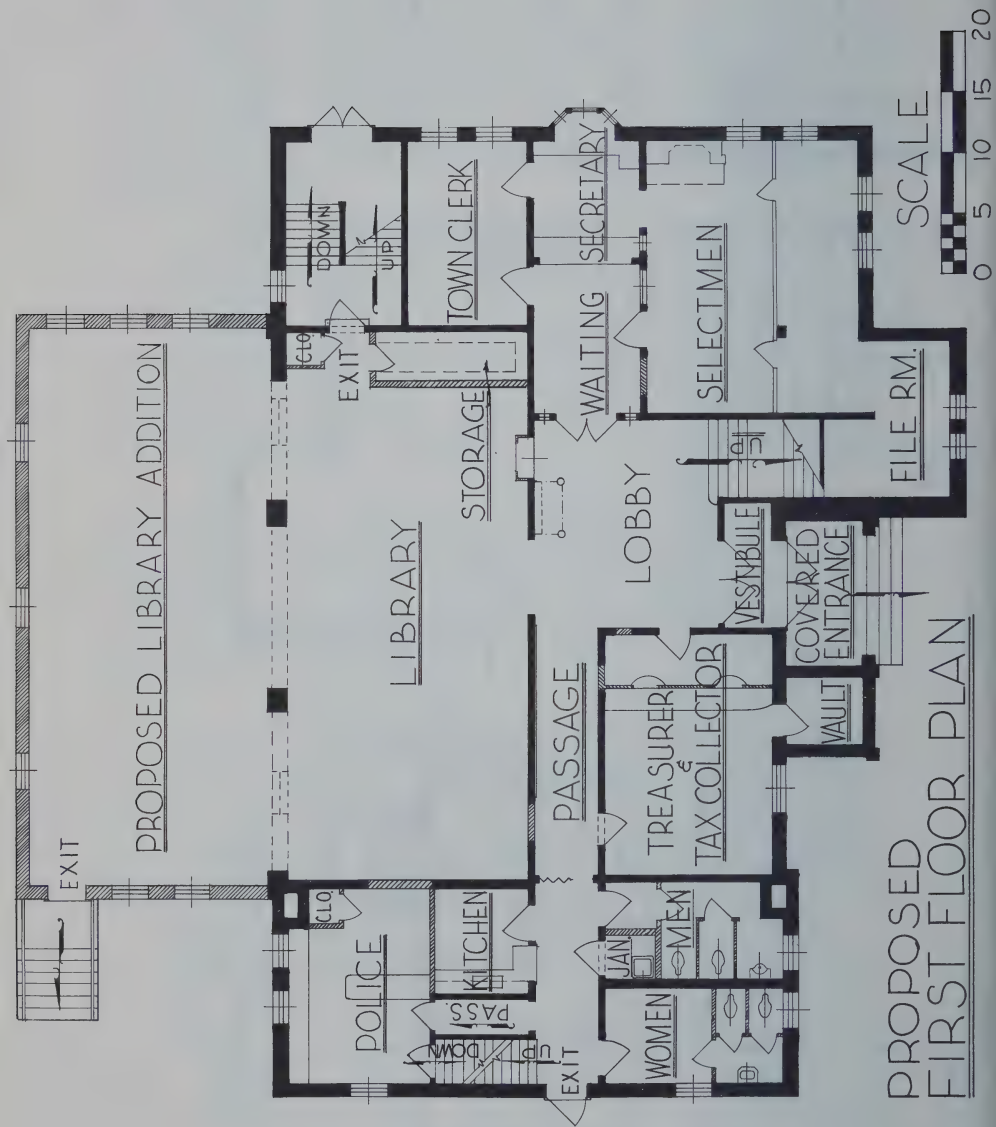 PROPOSED LIBRARY ADDITION
EXIT
CLO.
EXIT
DOWN
UP
TOWN CLERK
STORAGE
LIBRARY
POLICE
CLO.
KITCHEN
PASS.
DOWN
UP
EXIT
PASSAGE
LOBBY
WAITING
SECRETARY
SELECTMEN
UP
FILE RM.
VESTIBULE
COVERED
ENTRANCE
TREASURER
&
TAX COLLECTOR
VAULT
MEN
JAN
WOMEN
PROPOSED
FIRST FLOOR PLAN
SCALE
0 5 10 15 20